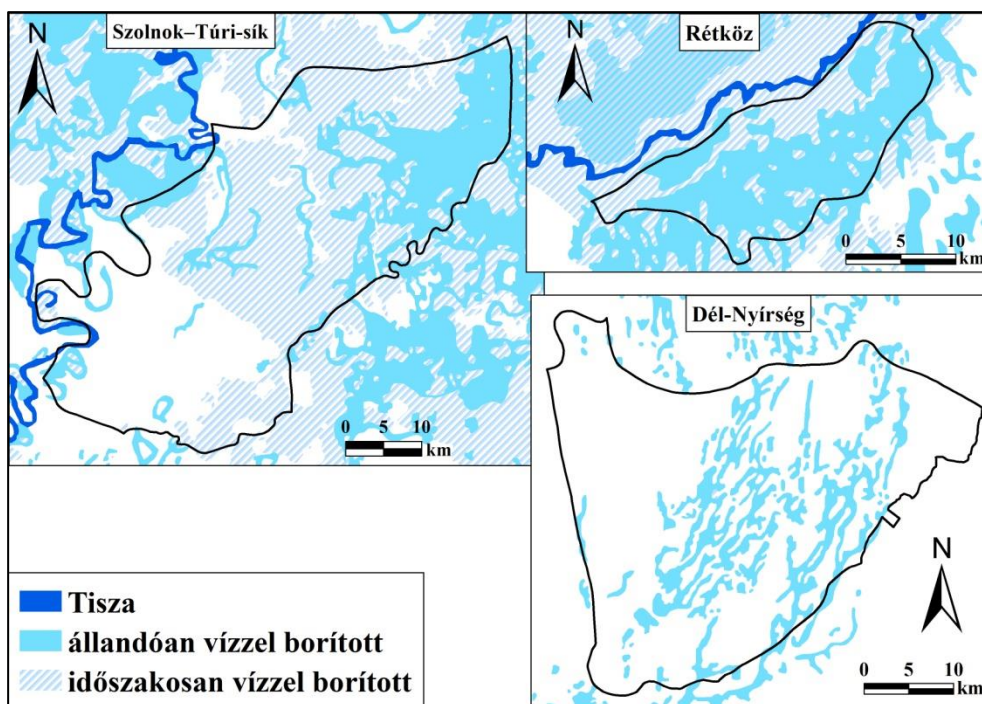 Szolnok–Túri-sík
N
0 5 10
km
Rétköz
N
0 5 10
km
Dél-Nyírség
N
0 5 10
km
Tisza
állandóan vízzel borított
időszakosan vízzel borított